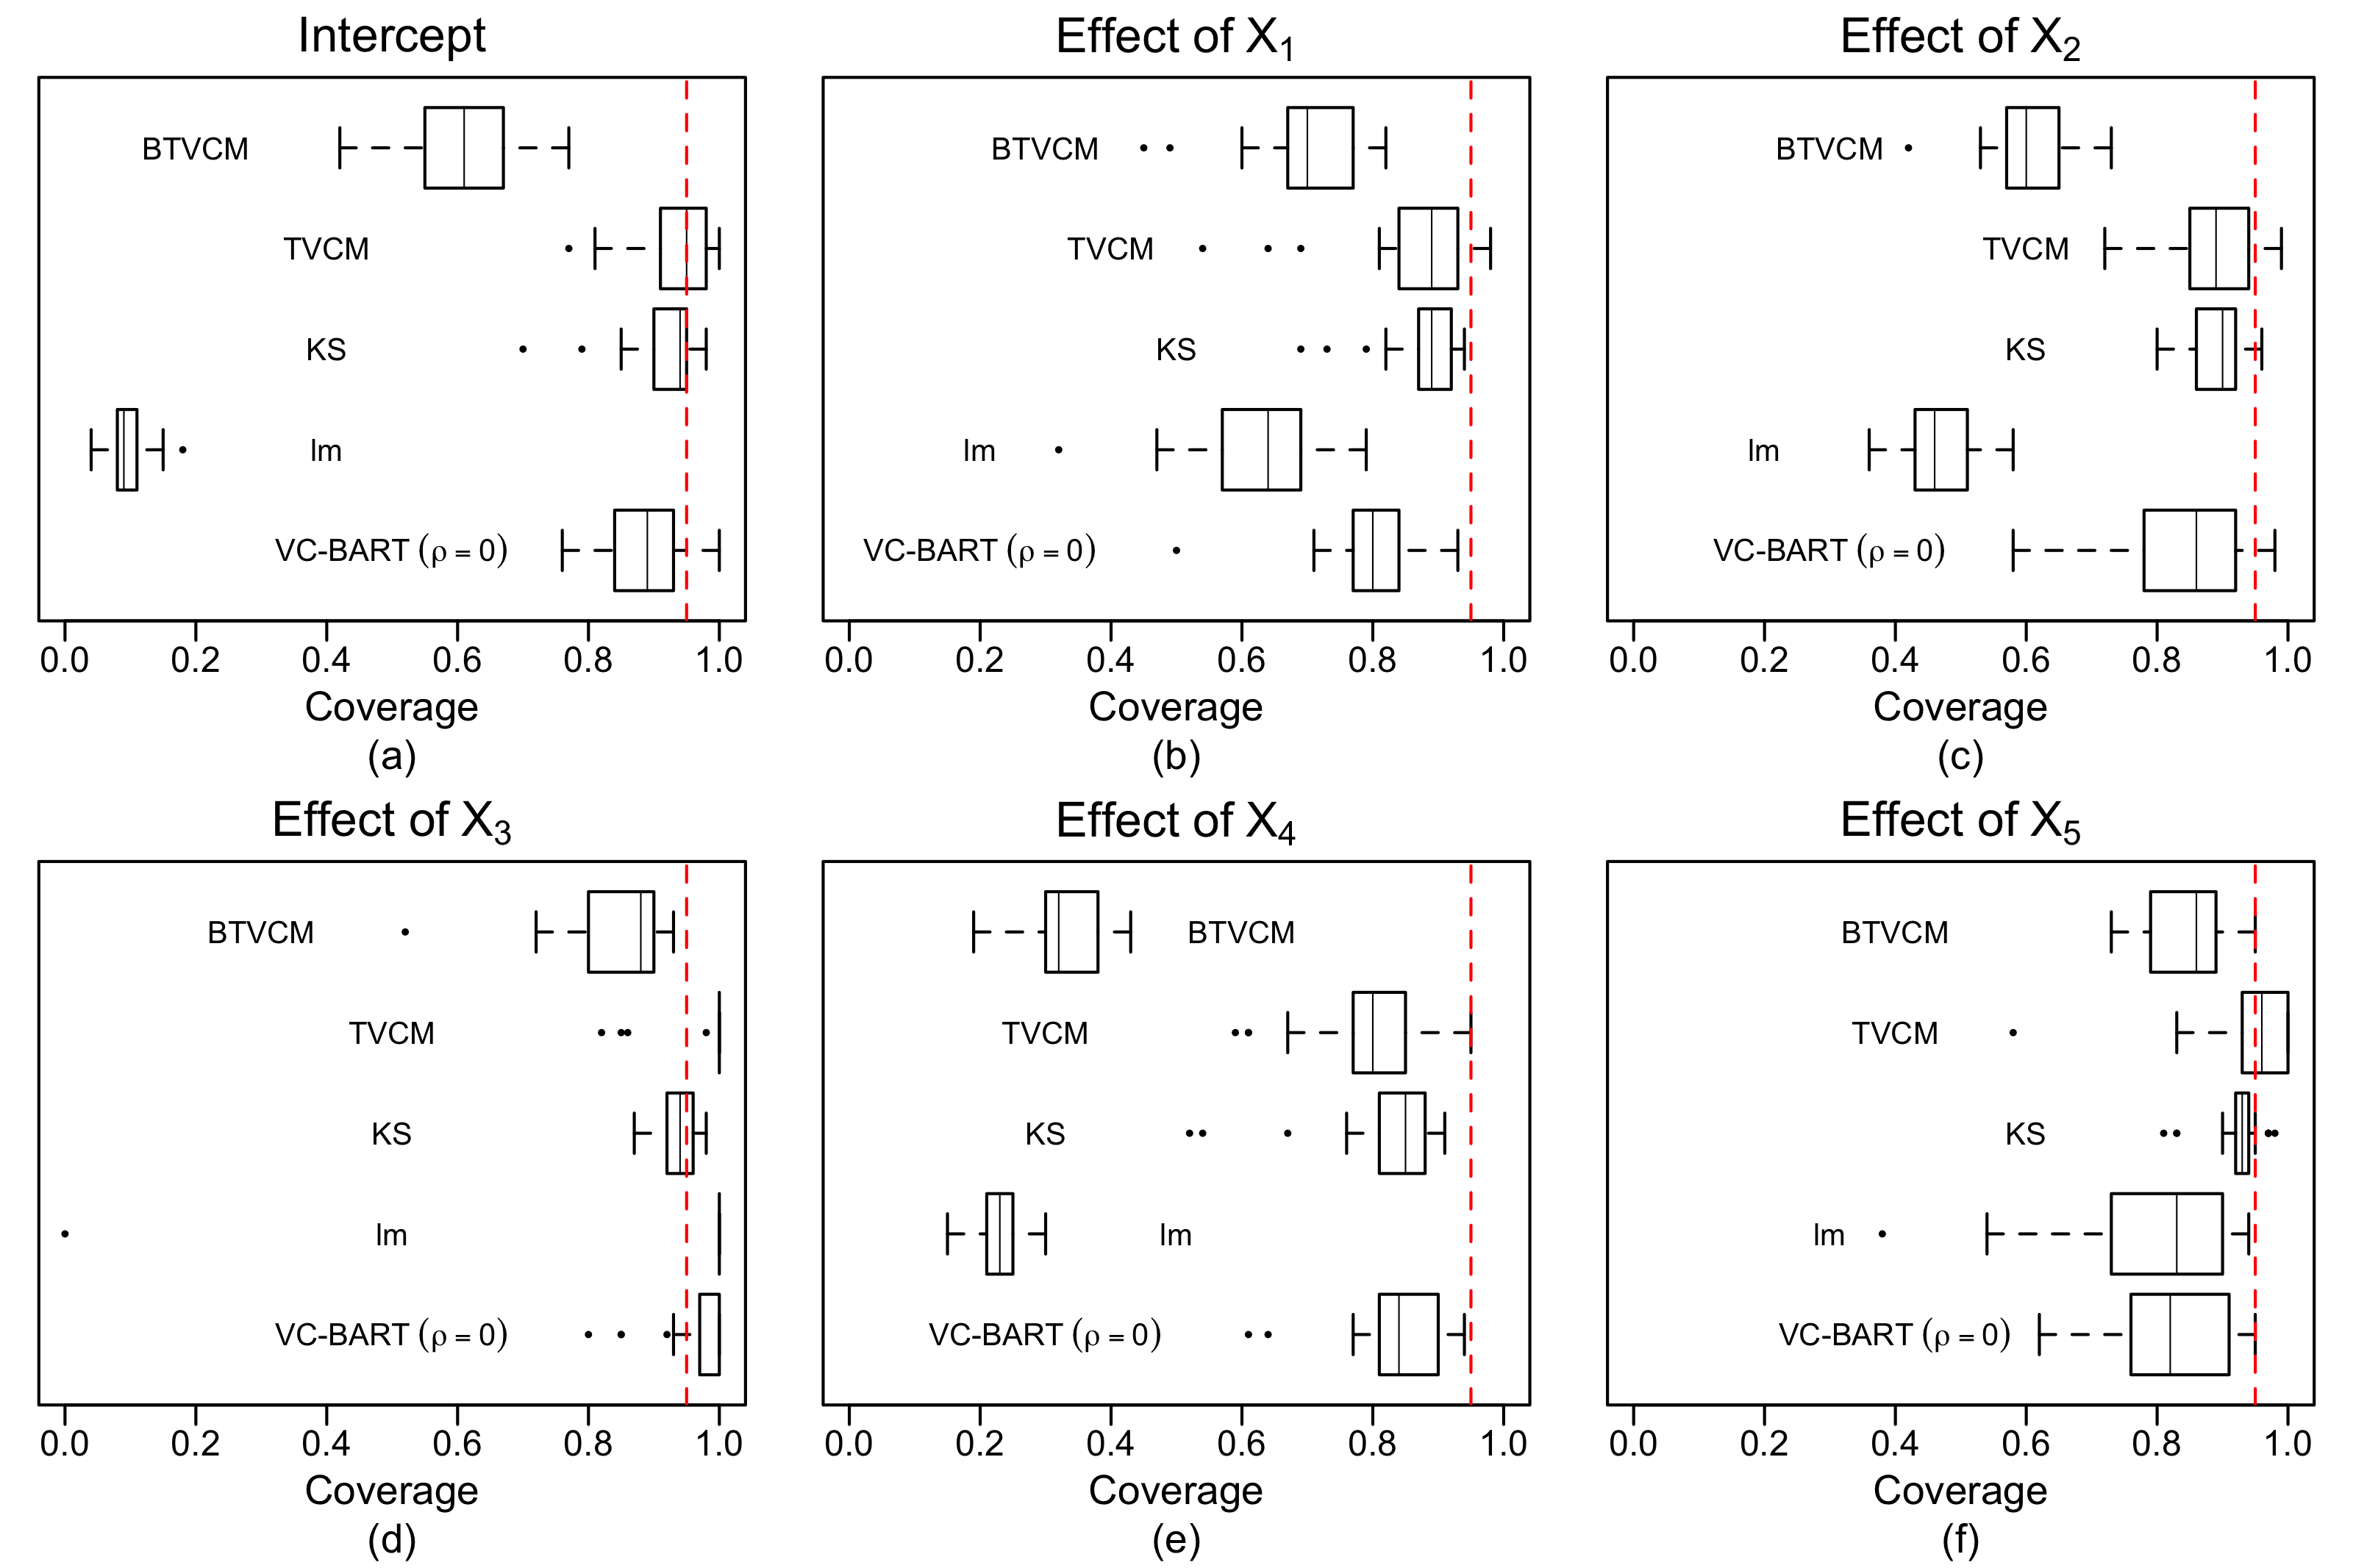 Intercept
BTVCM
TVCM
KS
lm
VC-BART (ρ = 0)
0.0 0.2 0.4 0.6 0.8 1.0
Coverage
(a)
Effect of X₁
BTVCM
TVCM
KS
lm
VC-BART (ρ = 0)
0.0 0.2 0.4 0.6 0.8 1.0
Coverage
(b)
Effect of X₂
BTVCM
TVCM
KS
lm
VC-BART (ρ = 0)
0.0 0.2 0.4 0.6 0.8 1.0
Coverage
(c)
Effect of X₃
BTVCM
TVCM
KS
lm
VC-BART (ρ = 0)
0.0 0.2 0.4 0.6 0.8 1.0
Coverage
(d)
Effect of X₄
BTVCM
TVCM
KS
lm
VC-BART (ρ = 0)
0.0 0.2 0.4 0.6 0.8 1.0
Coverage
(e)
Effect of X₅
BTVCM
TVCM
KS
lm
VC-BART (ρ = 0)
0.0 0.2 0.4 0.6 0.8 1.0
Coverage
(f)